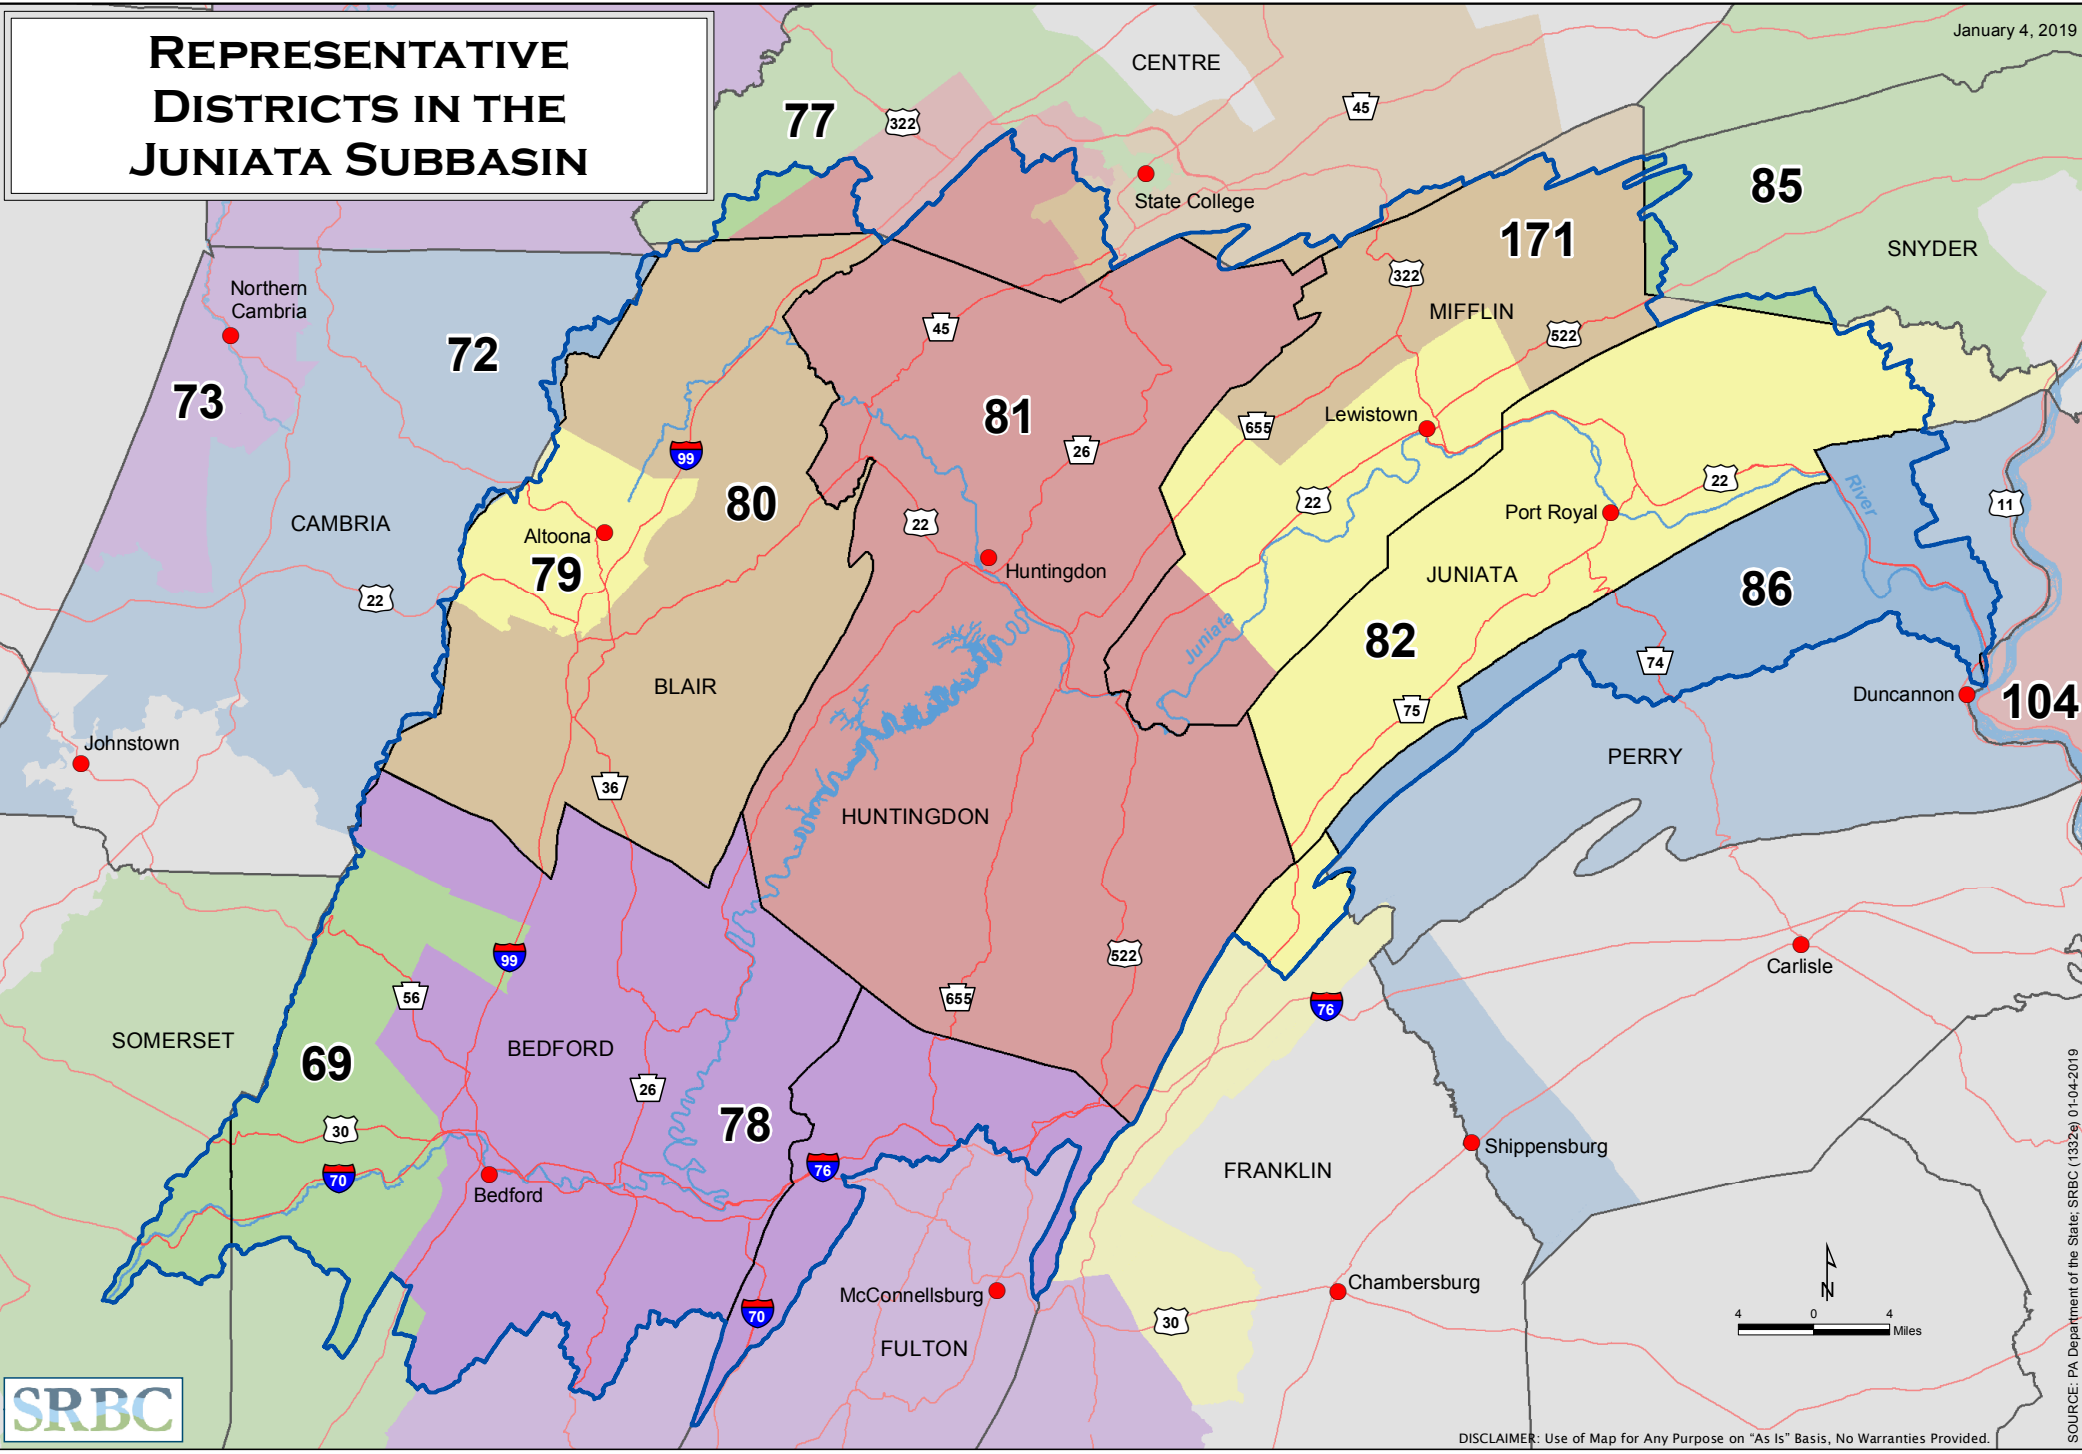 REPRESENTATIVE
DISTRICTS IN THE
JUNIATA SUBBASIN
January 4, 2019
CENTRE
77
322
45
85
State College
171
SNYDER
Northern
Cambria
322
MIFFLIN
72
45
522
73
81
Lewistown
655
26
99
80
22
22
River
11
CAMBRIA
22
Port Royal
Altoona
79
Huntingdon
JUNIATA
86
22
Juniata
82
74
BLAIR
Duncannon
104
75
Johnstown
PERRY
36
HUNTINGDON
99
522
Carlisle
56
655
76
SOMERSET
BEDFORD
69
26
78
30
Shippensburg
70
76
FRANKLIN
Bedford
McConnellsburg
Chambersburg
70
30
FULTON
N
4 0 4
Miles
SRBC
DISCLAIMER: Use of Map for Any Purpose on "As Is" Basis, No Warranties Provided.
SOURCE: PA Department of the State; SRBC (1332e) 01-04-2019